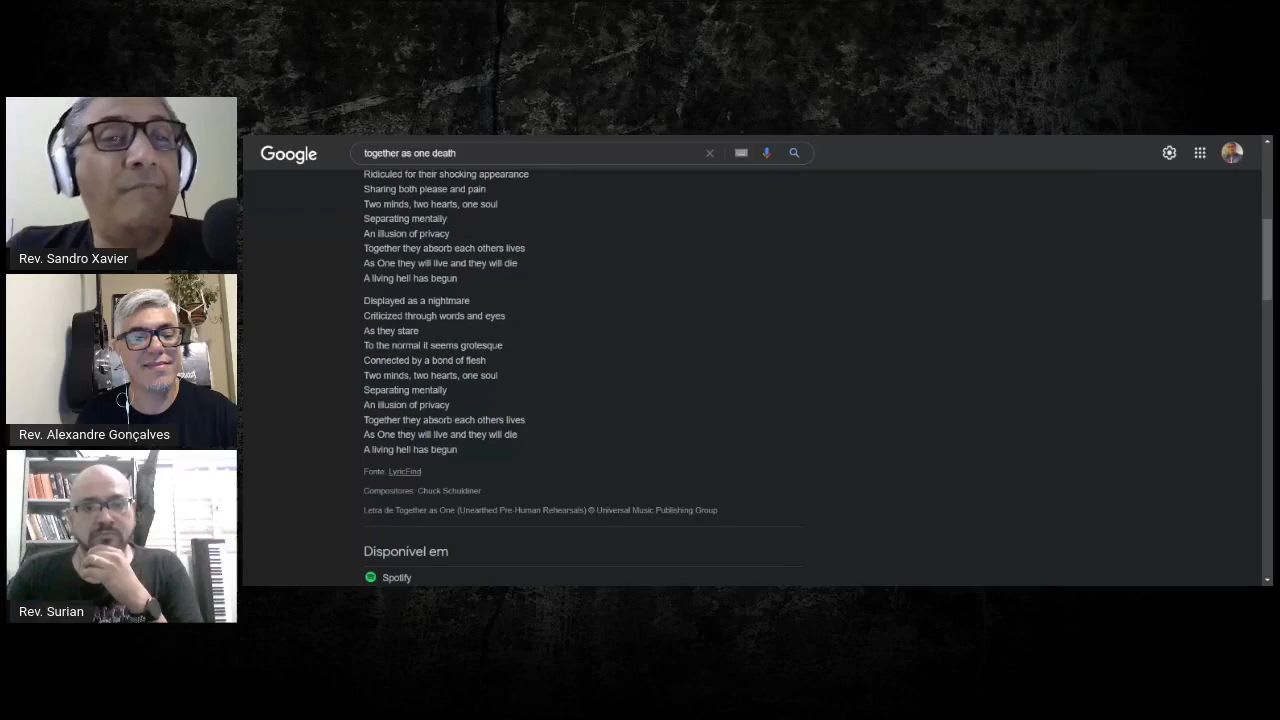 Google
together as one death
Ridiculed for their shocking appearance
Sharing both please and pain
Two minds, two hearts, one soul
Separating mentally
An illusion of privacy
Together they absorb each others lives
As One they will live and they will die
A living hell has begun
Displayed as a nightmare
Criticized through words and eyes
As they stare
To the normal it seems grotesque
Connected by a bond of flesh
Two minds, two hearts, one soul
Separating mentally
An illusion of privacy
Together they absorb each others lives
As One they will live and they will die
A living hell has begun
Fonte: LyricFind
Compositores: Chuck Schuldiner
Letra de Together as One (Unearthed Pre-Human Rehearsals) © Universal Music Publishing Group
Disponível em
Spotify
Rev. Sandro Xavier
Rev. Alexandre Gonçalves
Rev. Surian